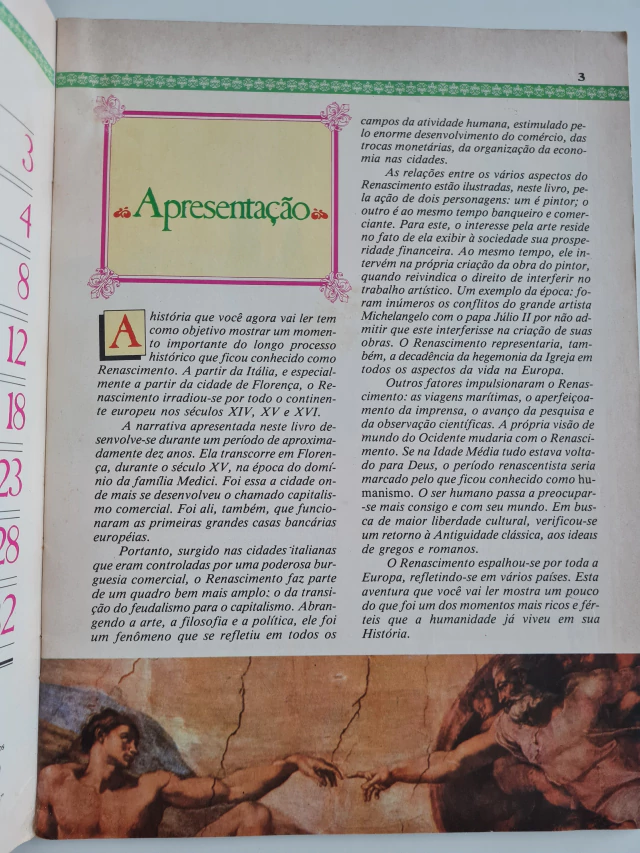 3
4
8
12
18
23
28
32
3
Apresentação
A história que você agora vai ler tem
como objetivo mostrar um momen-
to importante do longo processo
histórico que ficou conhecido como
Renascimento. A partir da Itália, e especial-
mente a partir da cidade de Florença, o Re-
nascimento irradiou-se por todo o continen-
te europeu nos séculos XIV, XV e XVI.
A narrativa apresentada neste livro de-
senvolve-se durante um período de aproxima-
damente dez anos. Ela transcorre em Floren-
ça, durante o século XV, na época do domí-
nio da família Medici. Foi essa a cidade on-
de mais se desenvolveu o chamado capitalis-
mo comercial. Foi ali, também, que funcio-
naram as primeiras grandes casas bancárias
européias.
Portanto, surgido nas cidades italianas
que eram controladas por uma poderosa bur-
guesia comercial, o Renascimento faz parte
de um quadro bem mais amplo: o da transi-
ção do feudalismo para o capitalismo. Abran-
gendo a arte, a filosofia e a política, ele foi
um fenômeno que se refletiu em todos os
campos da atividade humana, estimulado pe-
lo enorme desenvolvimento do comércio, das
trocas monetárias, da organização da econo-
mia nas cidades.
As relações entre os vários aspectos do
Renascimento estão ilustradas, neste livro, pe-
la ação de dois personagens: um é pintor; o
outro é ao mesmo tempo banqueiro e comer-
ciante. Para este, o interesse pela arte reside
no fato de ela exibir à sociedade sua prospe-
ridade financeira. Ao mesmo tempo, ele in-
tervém na própria criação da obra do pintor,
quando reivindica o direito de interferir no
trabalho artístico. Um exemplo da época: fo-
ram inúmeros os conflitos do grande artista
Michelangelo com o papa Júlio II por não ad-
mitir que este interferisse na criação de suas
obras. O Renascimento representaria, tam-
bém, a decadência da hegemonia da Igreja em
todos os aspectos da vida na Europa.
Outros fatores impulsionaram o Renas-
cimento: as viagens marítimas, o aperfeiçoa-
mento da imprensa, o avanço da pesquisa e
da observação científicas. A própria visão de
mundo do Ocidente mudaria com o Renasci-
mento. Se na Idade Média tudo estava volta-
do para Deus, o período renascentista seria
marcado pelo que ficou conhecido como hu-
manismo. O ser humano passa a preocupar-
-se mais consigo e com seu mundo. Em bus-
ca de maior liberdade cultural, verificou-se
um retorno à Antiguidade clássica, aos ideais
de gregos e romanos.
O Renascimento espalhou-se por toda a
Europa, refletindo-se em vários países. Esta
aventura que você vai ler mostra um pouco
do que foi um dos momentos mais ricos e fér-
teis que a humanidade já viveu em sua
História.